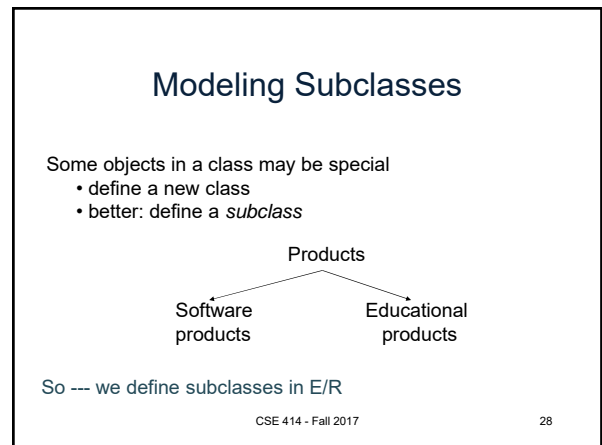 Modeling Subclasses
Some objects in a class may be special
• define a new class
• better: define a subclass
Products
Software
products
Educational
products
So --- we define subclasses in E/R
CSE 414 - Fall 2017
28